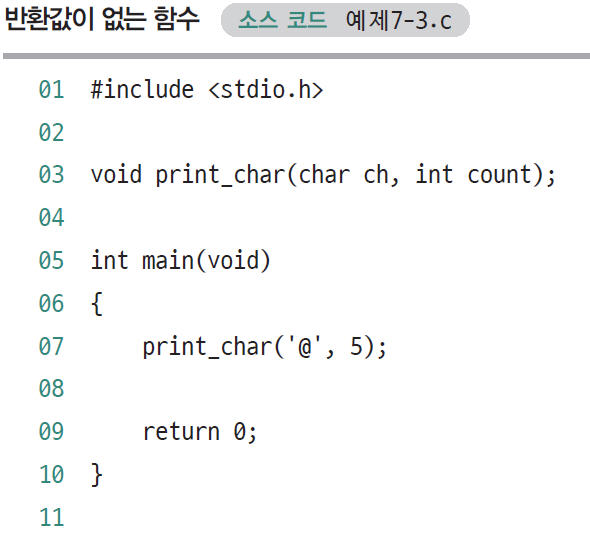 반환값이 없는 함수 소스 코드 예제7-3.c
01 #include <stdio.h>
02
03 void print_char(char ch, int count);
04
05 int main(void)
06 {
07     print_char('@', 5);
08
09     return 0;
10 }
11